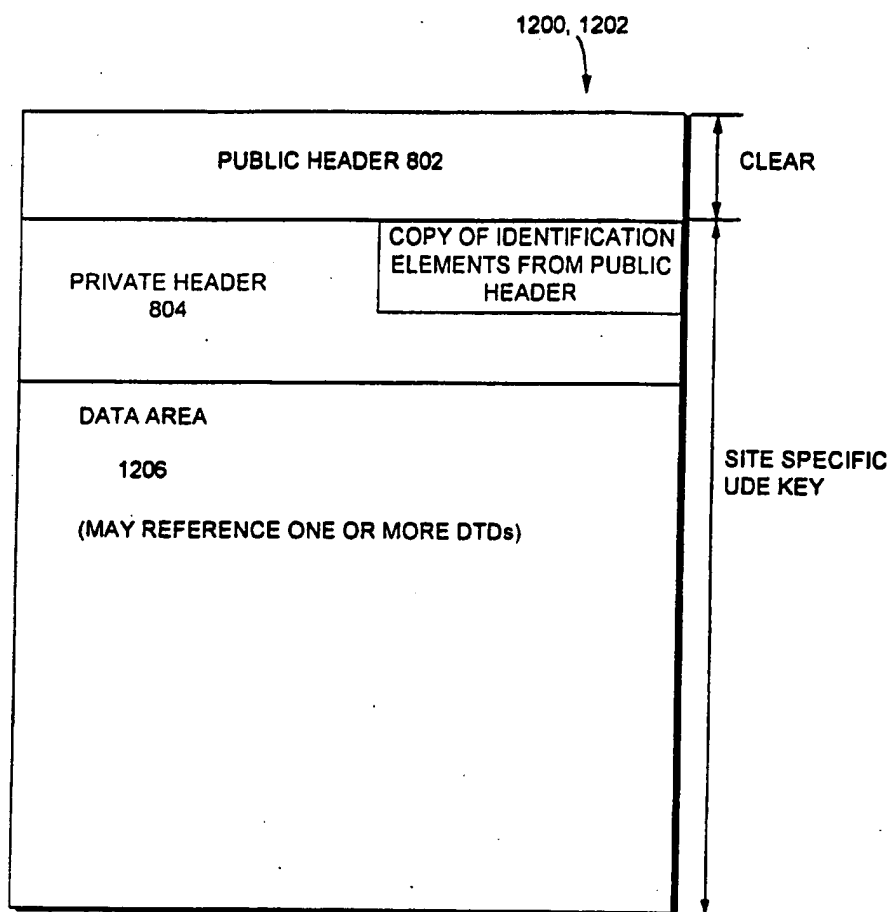 1200, 1202
PUBLIC HEADER 802
CLEAR
COPY OF IDENTIFICATION
ELEMENTS FROM PUBLIC
HEADER
PRIVATE HEADER
804
DATA AREA
1206
(MAY REFERENCE ONE OR MORE DTDs)
SITE SPECIFIC
UDE KEY